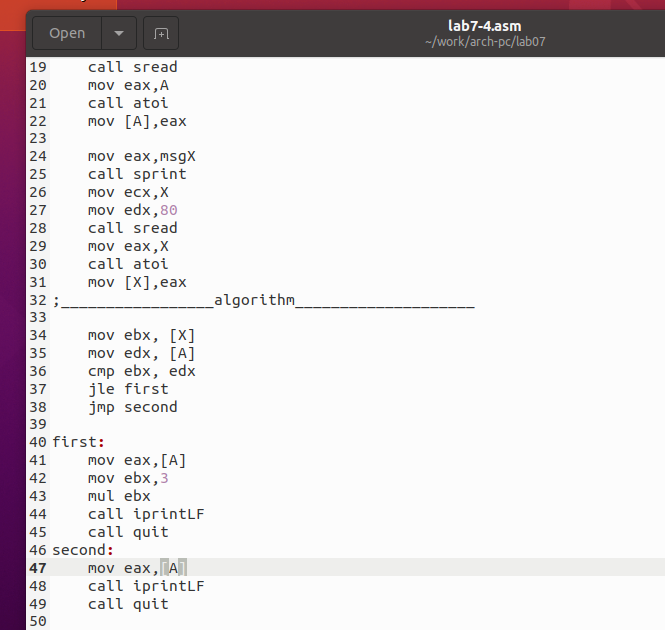 Open
lab7-4.asm
~/work/arch-pc/lab07
19 call sread
20 mov eax,A
21 call atoi
22 mov [A],eax
23
24 mov eax,msgX
25 call sprint
26 mov ecx,X
27 mov edx,80
28 call sread
29 mov eax,X
30 call atoi
31 mov [X],eax
32 ;_________________algorithm____________________
33
34 mov ebx, [X]
35 mov edx, [A]
36 cmp ebx, edx
37 jle first
38 jmp second
39
40 first:
41 mov eax,[A]
42 mov ebx,3
43 mul ebx
44 call iprintLF
45 call quit
46 second:
47 mov eax,[A]
48 call iprintLF
49 call quit
50